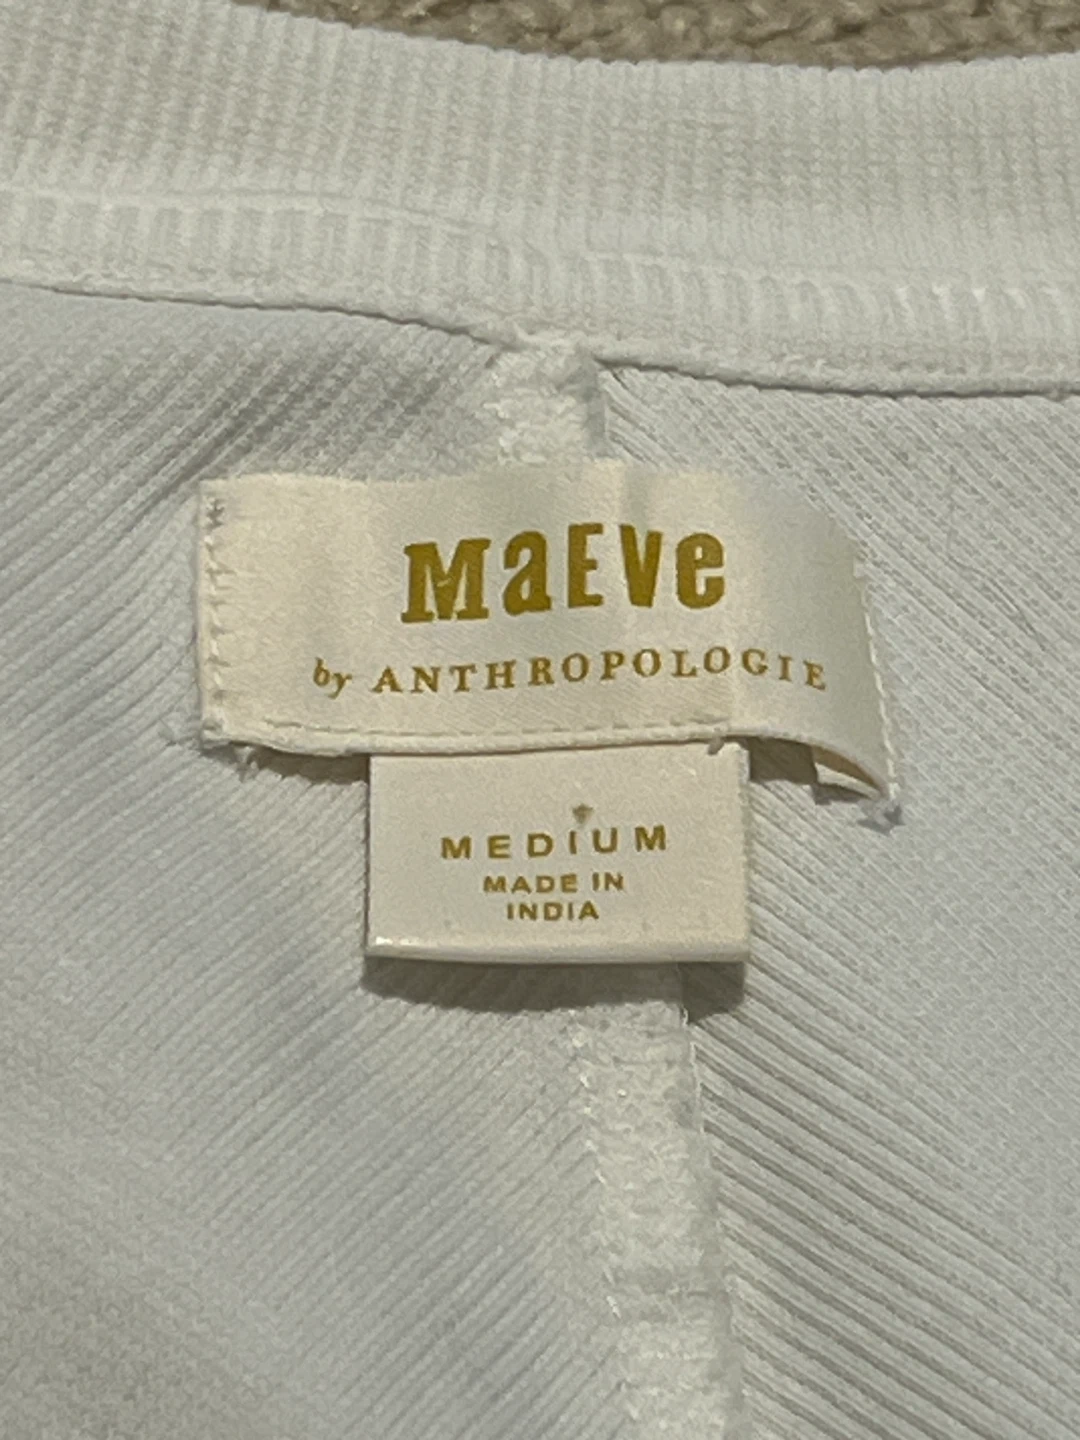 MaEVe
by ANTHROPOLOGIE
MEDIUM
MADE IN
INDIA